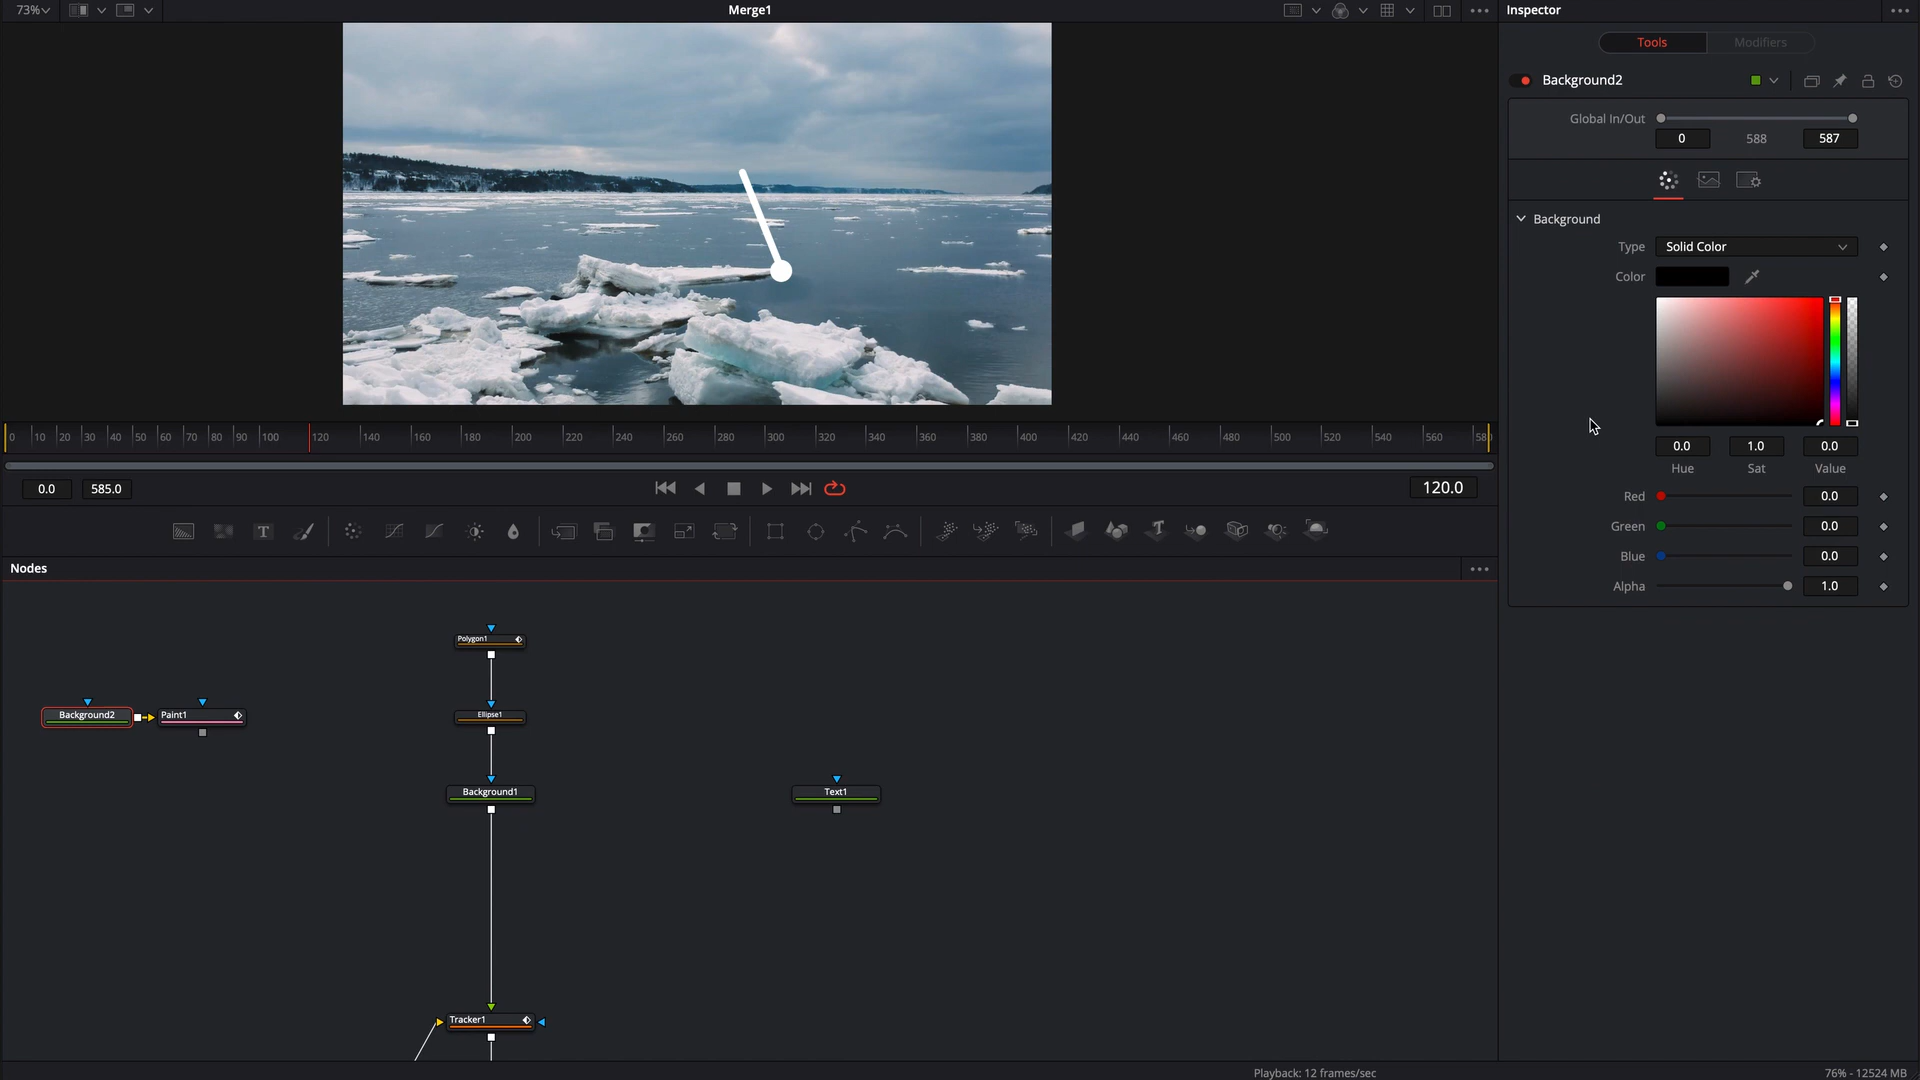 73%
Merge1
Inspector
Tools
Modifiers
Background2
Global In/Out
0
588
587
Background
Type
Solid Color
Color
0.0
1.0
0.0
Hue
Sat
Value
Red
0.0
Green
0.0
Blue
0.0
Alpha
1.0
0 10 20 30 40 50 60 70 80 90 100 120 140 160 180 200 220 240 260 280 300 320 340 360 380 400 420 440 460 480 500 520 540 560 580
0.0
585.0
120.0
T
T
Nodes
Polygon1
Background2
Paint1
Ellipse1
Background1
Text1
Tracker1
Playback: 12 frames/sec
76% - 12524 MB